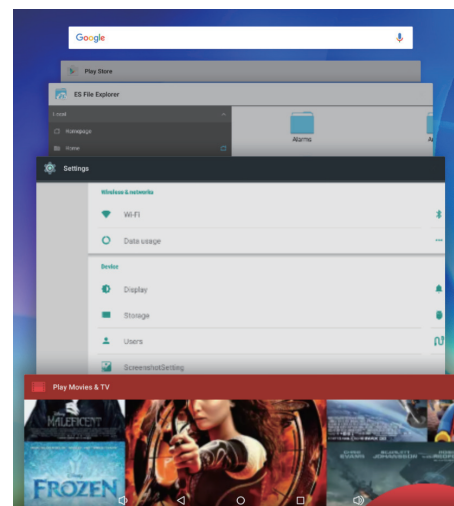 Google
Play Store
ES File Explorer
Local
Homepage
Home
Alarms
Settings
Wireless & networks
Wi-Fi
Data usage
Device
Display
Storage
Users
ScreenshotSetting
Play Movies & TV
MALEFICENT
Disney
FROZEN